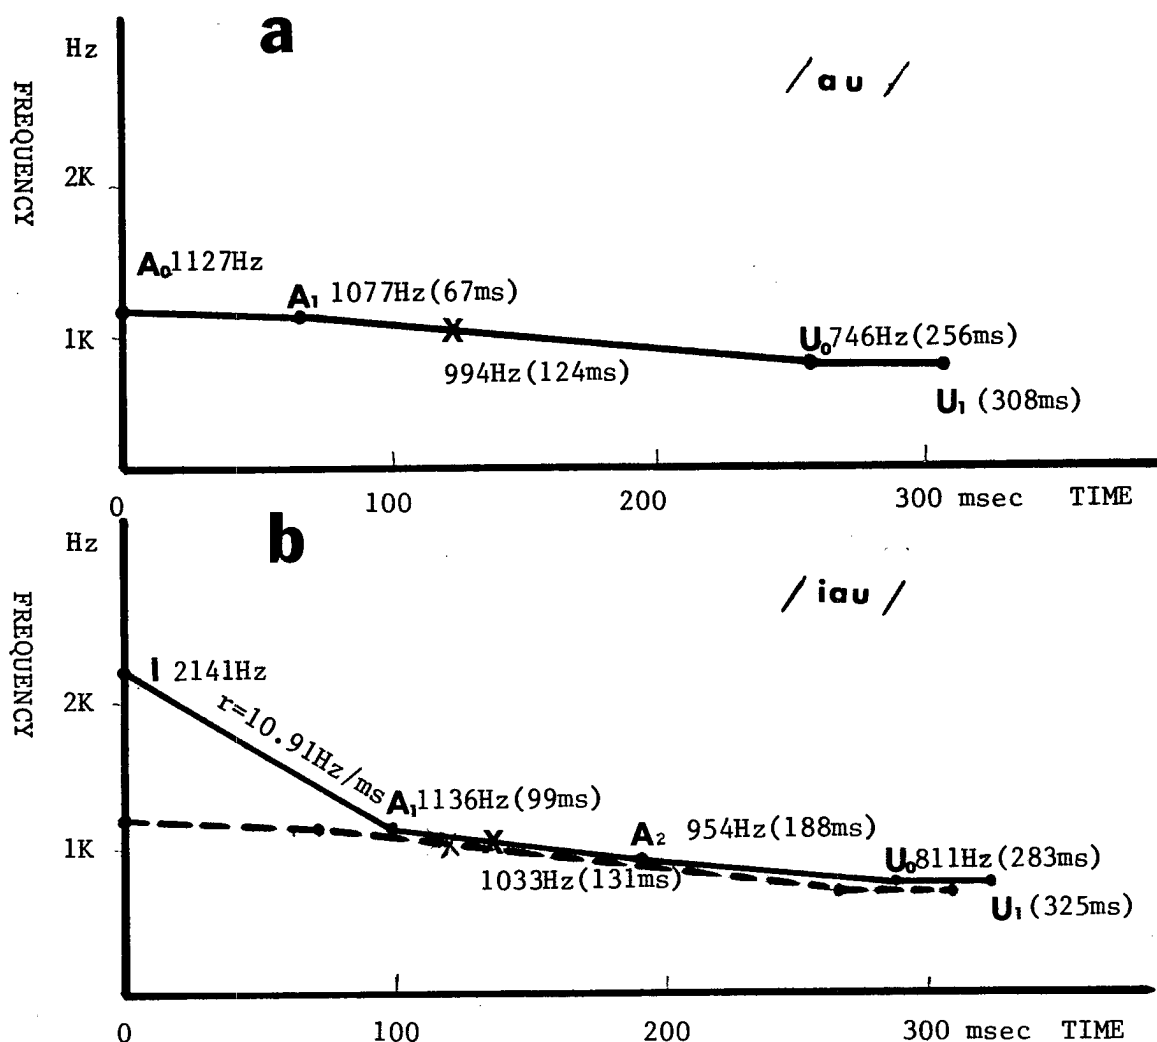 a
Hz
/ au /
FREQUENCY
2K
A₀ 1127Hz
A₁ 1077Hz(67ms)
1K
X
U₀ 746Hz(256ms)
994Hz(124ms)
U₁ (308ms)
0 100 200 300 msec TIME
b
Hz
/ iau /
FREQUENCY
I 2141Hz
2K
r=10.91Hz/ms
A₁ 1136Hz(99ms)
A₂ 954Hz(188ms)
1K
X X
U₀ 811Hz(283ms)
1033Hz(131ms)
U₁ (325ms)
0 100 200 300 msec TIME